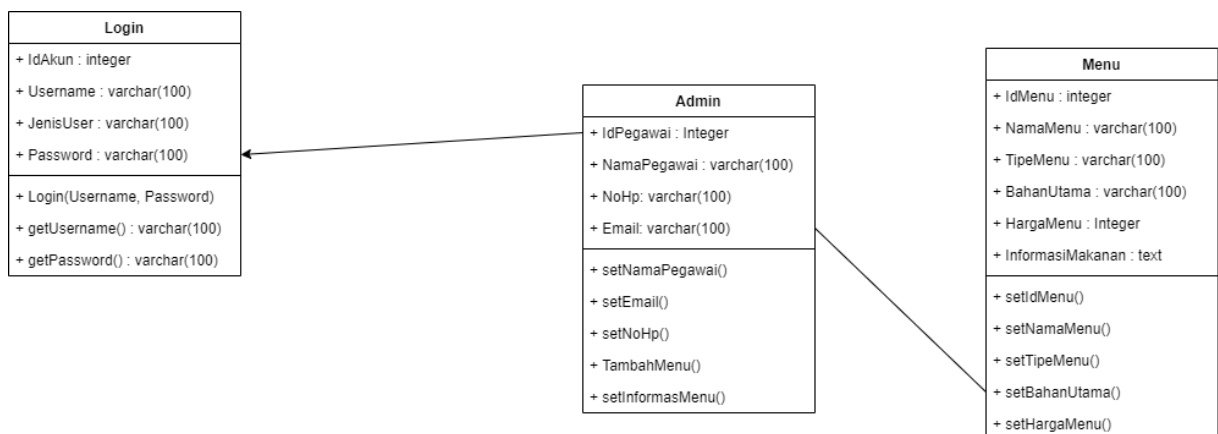 Login
+ IdAkun : integer
+ Username : varchar(100)
+ JenisUser : varchar(100)
+ Password : varchar(100)
+ Login(Username, Password)
+ getUsername() : varchar(100)
+ getPassword() : varchar(100)
Admin
+ IdPegawai : Integer
+ NamaPegawai : varchar(100)
+ NoHp: varchar(100)
+ Email: varchar(100)
+ setNamaPegawai()
+ setEmail()
+ setNoHp()
+ TambahMenu()
+ setInformasMenu()
Menu
+ IdMenu : integer
+ NamaMenu : varchar(100)
+ TipeMenu : varchar(100)
+ BahanUtama : varchar(100)
+ HargaMenu : Integer
+ InformasiMakanan : text
+ setIdMenu()
+ setNamaMenu()
+ setTipeMenu()
+ setBahanUtama()
+ setHargaMenu()